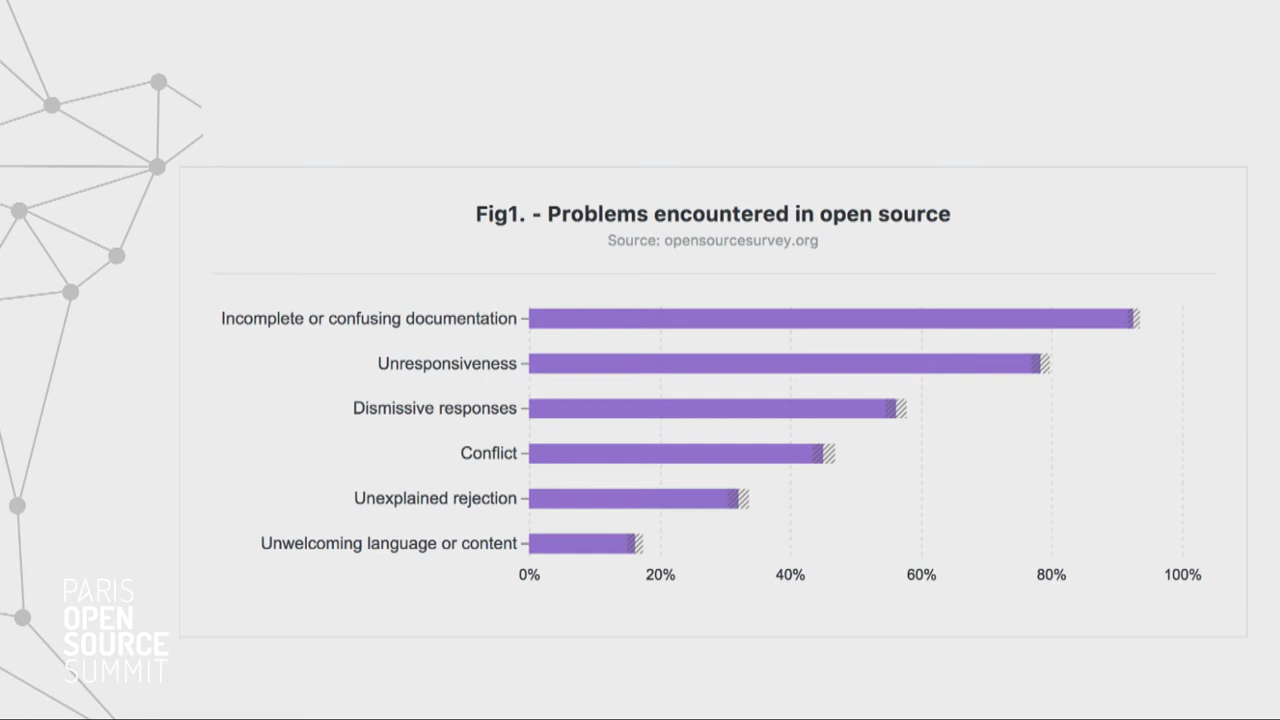 Fig1. - Problems encountered in open source
Source: opensourcesurvey.org
Incomplete or confusing documentation
Unresponsiveness
Dismissive responses
Conflict
Unexplained rejection
Unwelcoming language or content
0% 20% 40% 60% 80% 100%
PARIS
OPEN
SOURCE
SUMMIT